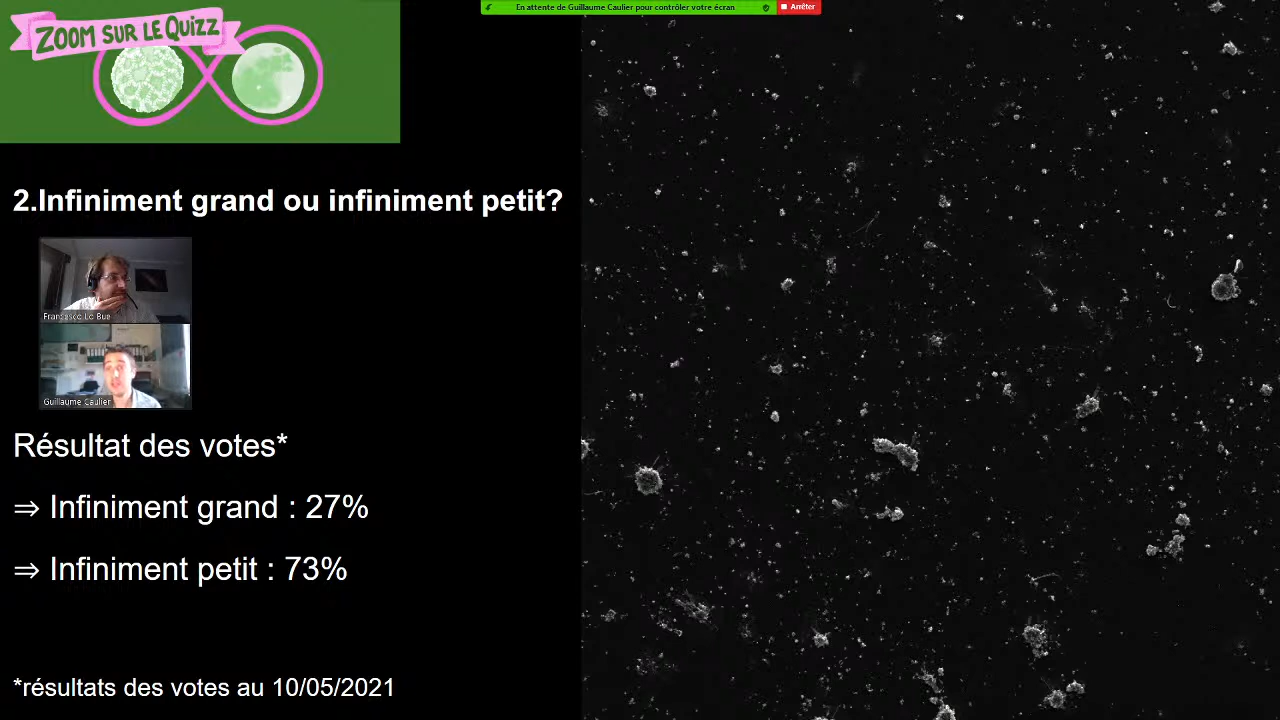 ZOOM SUR LE QUIZZ
En attente de Guillaume Caulier pour contrôler votre écran
Arrêter
2.Infiniment grand ou infiniment petit?
Francesco Lo Bue
Guillaume Caulier
Résultat des votes*
⇒ Infiniment grand : 27%
⇒ Infiniment petit : 73%
*résultats des votes au 10/05/2021